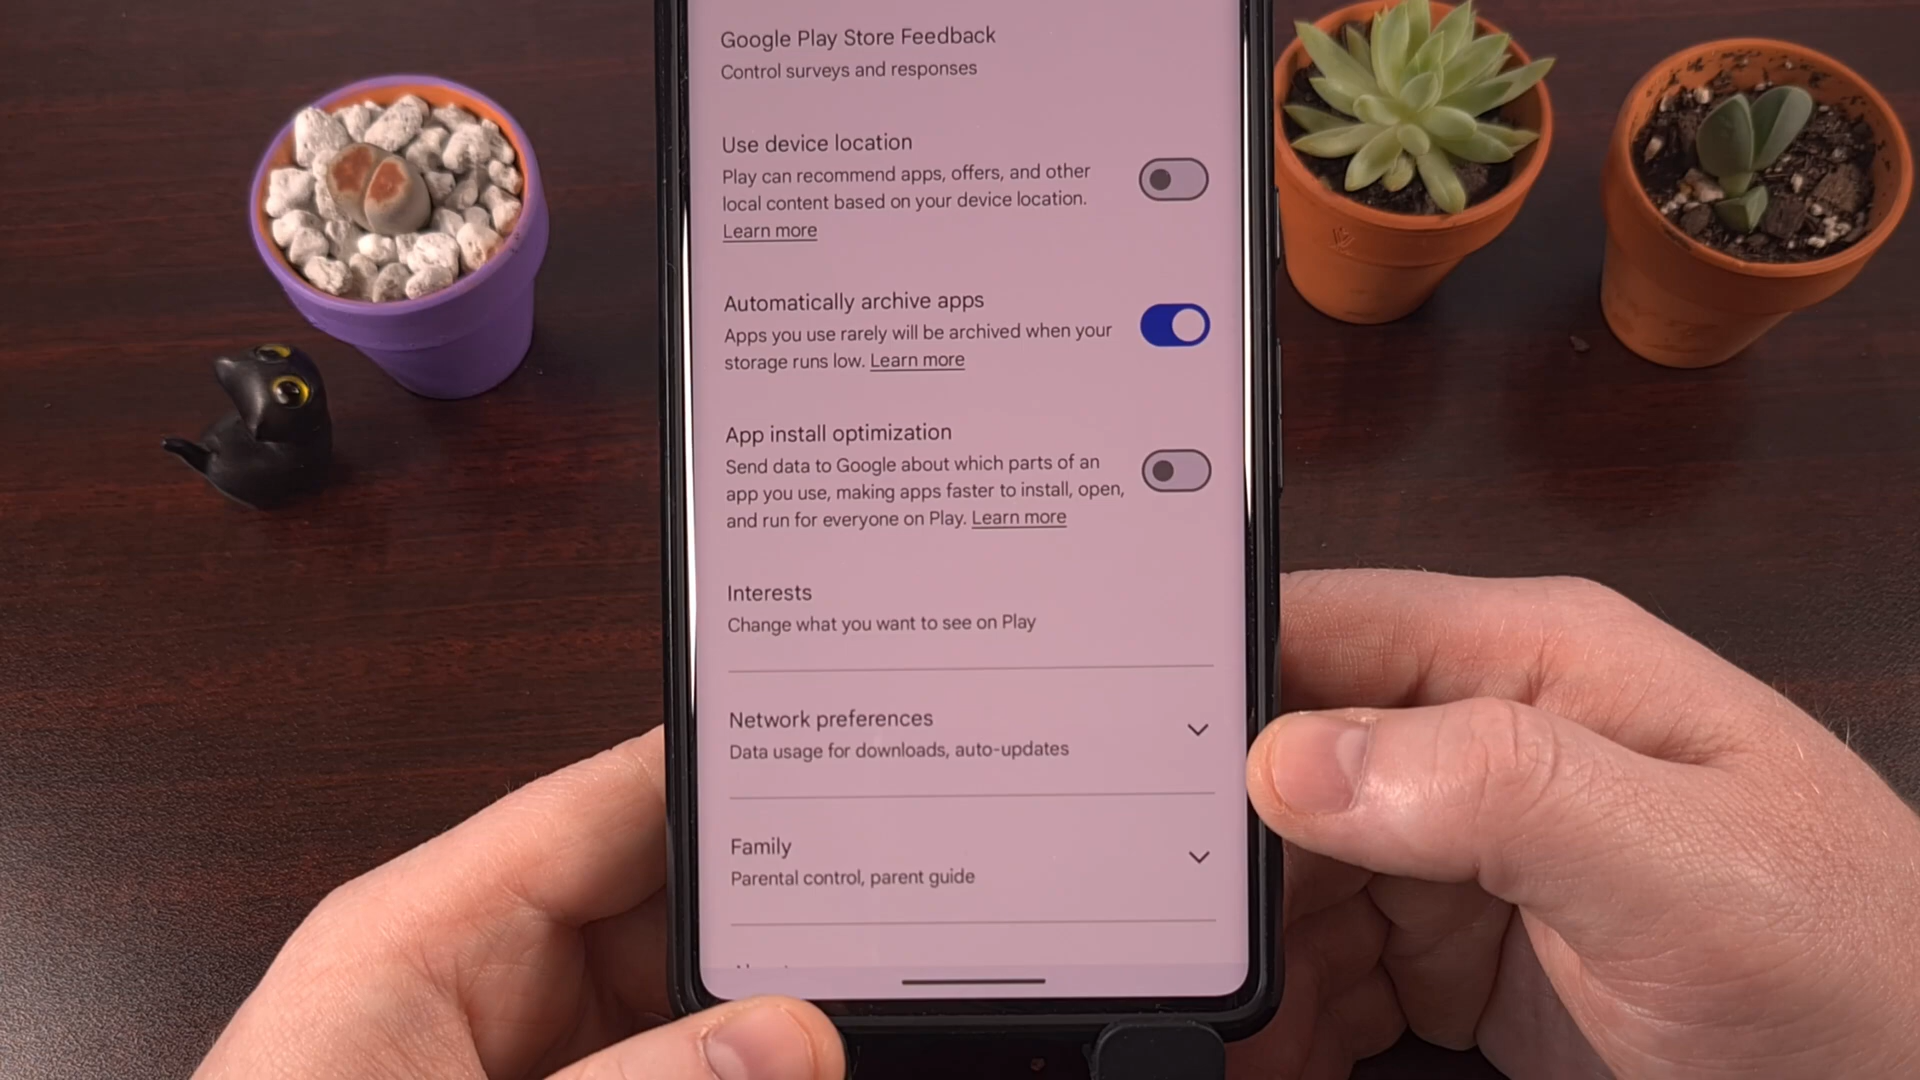 Google Play Store Feedback
Control surveys and responses
Use device location
Play can recommend apps, offers, and other
local content based on your device location.
Learn more
Automatically archive apps
Apps you use rarely will be archived when your
storage runs low. Learn more
App install optimization
Send data to Google about which parts of an
app you use, making apps faster to install, open,
and run for everyone on Play. Learn more
Interests
Change what you want to see on Play
Network preferences
Data usage for downloads, auto-updates
Family
Parental control, parent guide